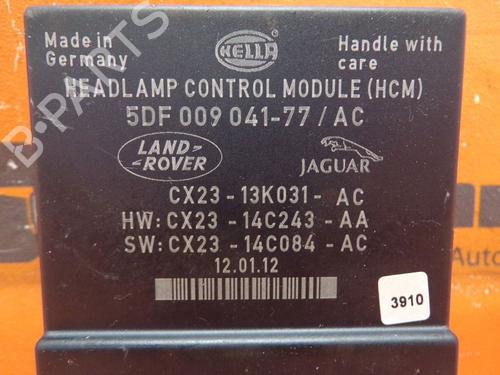 Made in
Germany
HELLA
Handle with
care
HEADLAMP CONTROL MODULE (HCM)
5DF 009 041-77 / AC
LAND-
ROVER
JAGUAR
CX23 - 13K031 - AC
HW: CX23 - 14C243 - AA
SW: CX23 - 14C084 - AC
12.01.12
3910
B-PARTS
Auto